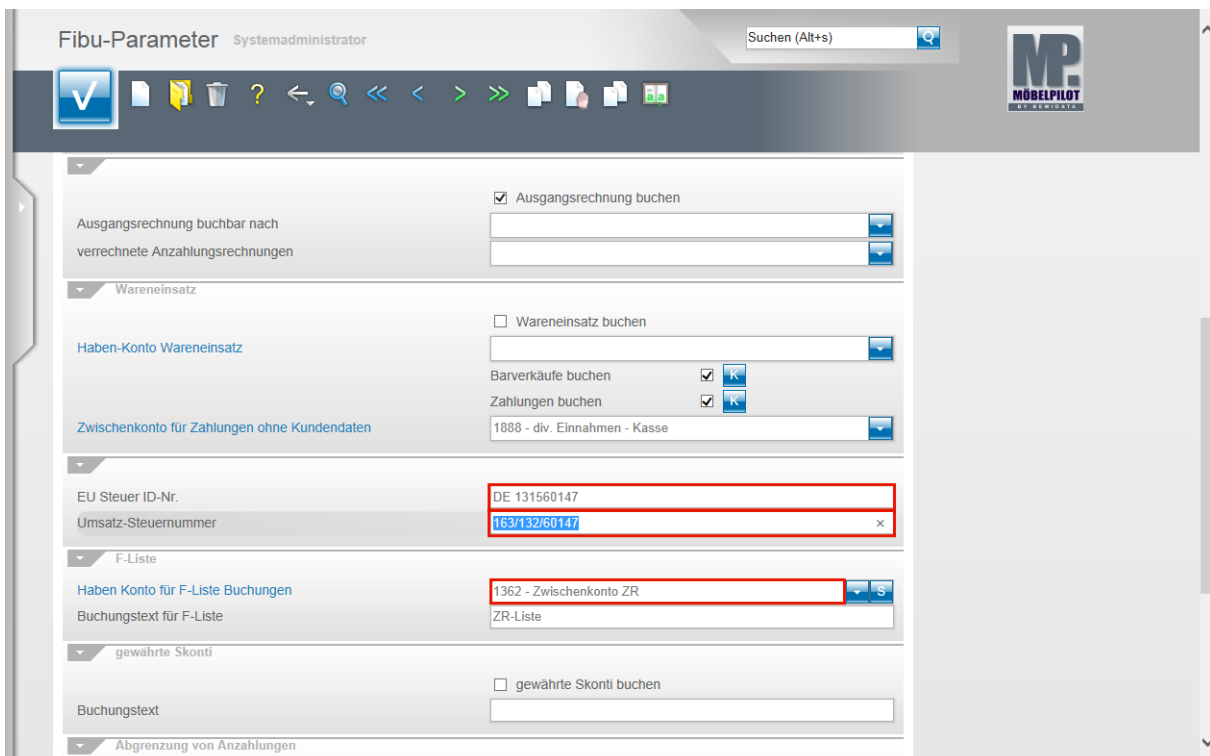 Fibu-Parameter Systemadministrator
Suchen (Alt+s)
MP.
MÖBELPILOT
BY BEMIDATA
?
a a
Ausgangsrechnung buchen
Ausgangsrechnung buchbar nach
verrechnete Anzahlungsrechnungen
Wareneinsatz
Wareneinsatz buchen
Haben-Konto Wareneinsatz
Barverkäufe buchen K
Zahlungen buchen K
Zwischenkonto für Zahlungen ohne Kundendaten 1888 - div. Einnahmen - Kasse
EU Steuer ID-Nr. DE 131560147
Umsatz-Steuernummer 163/132/60147 ×
F-Liste
Haben Konto für F-Liste Buchungen 1362 - Zwischenkonto ZR S
Buchungstext für F-Liste ZR-Liste
gewährte Skonti
gewährte Skonti buchen
Buchungstext
Abgrenzung von Anzahlungen